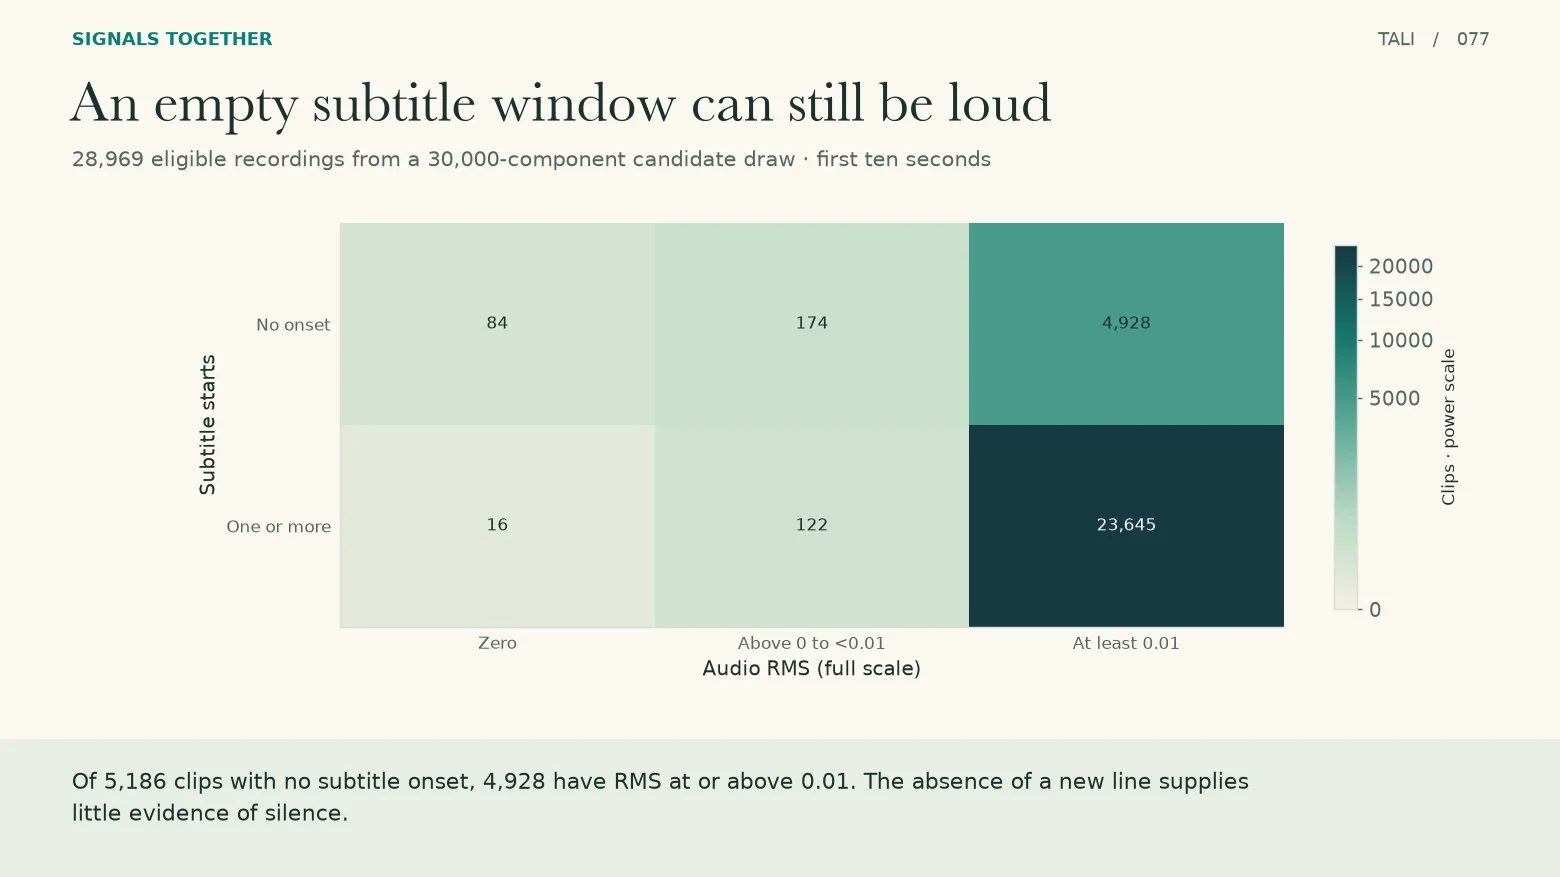 SIGNALS TOGETHER
TALI / 077
An empty subtitle window can still be loud
28,969 eligible recordings from a 30,000-component candidate draw · first ten seconds
Subtitle starts
No onset
84
174
4,928
One or more
16
122
23,645
Zero
Above 0 to <0.01
At least 0.01
Audio RMS (full scale)
20000
15000
10000
5000
0
Clips · power scale
Of 5,186 clips with no subtitle onset, 4,928 have RMS at or above 0.01. The absence of a new line supplies
little evidence of silence.